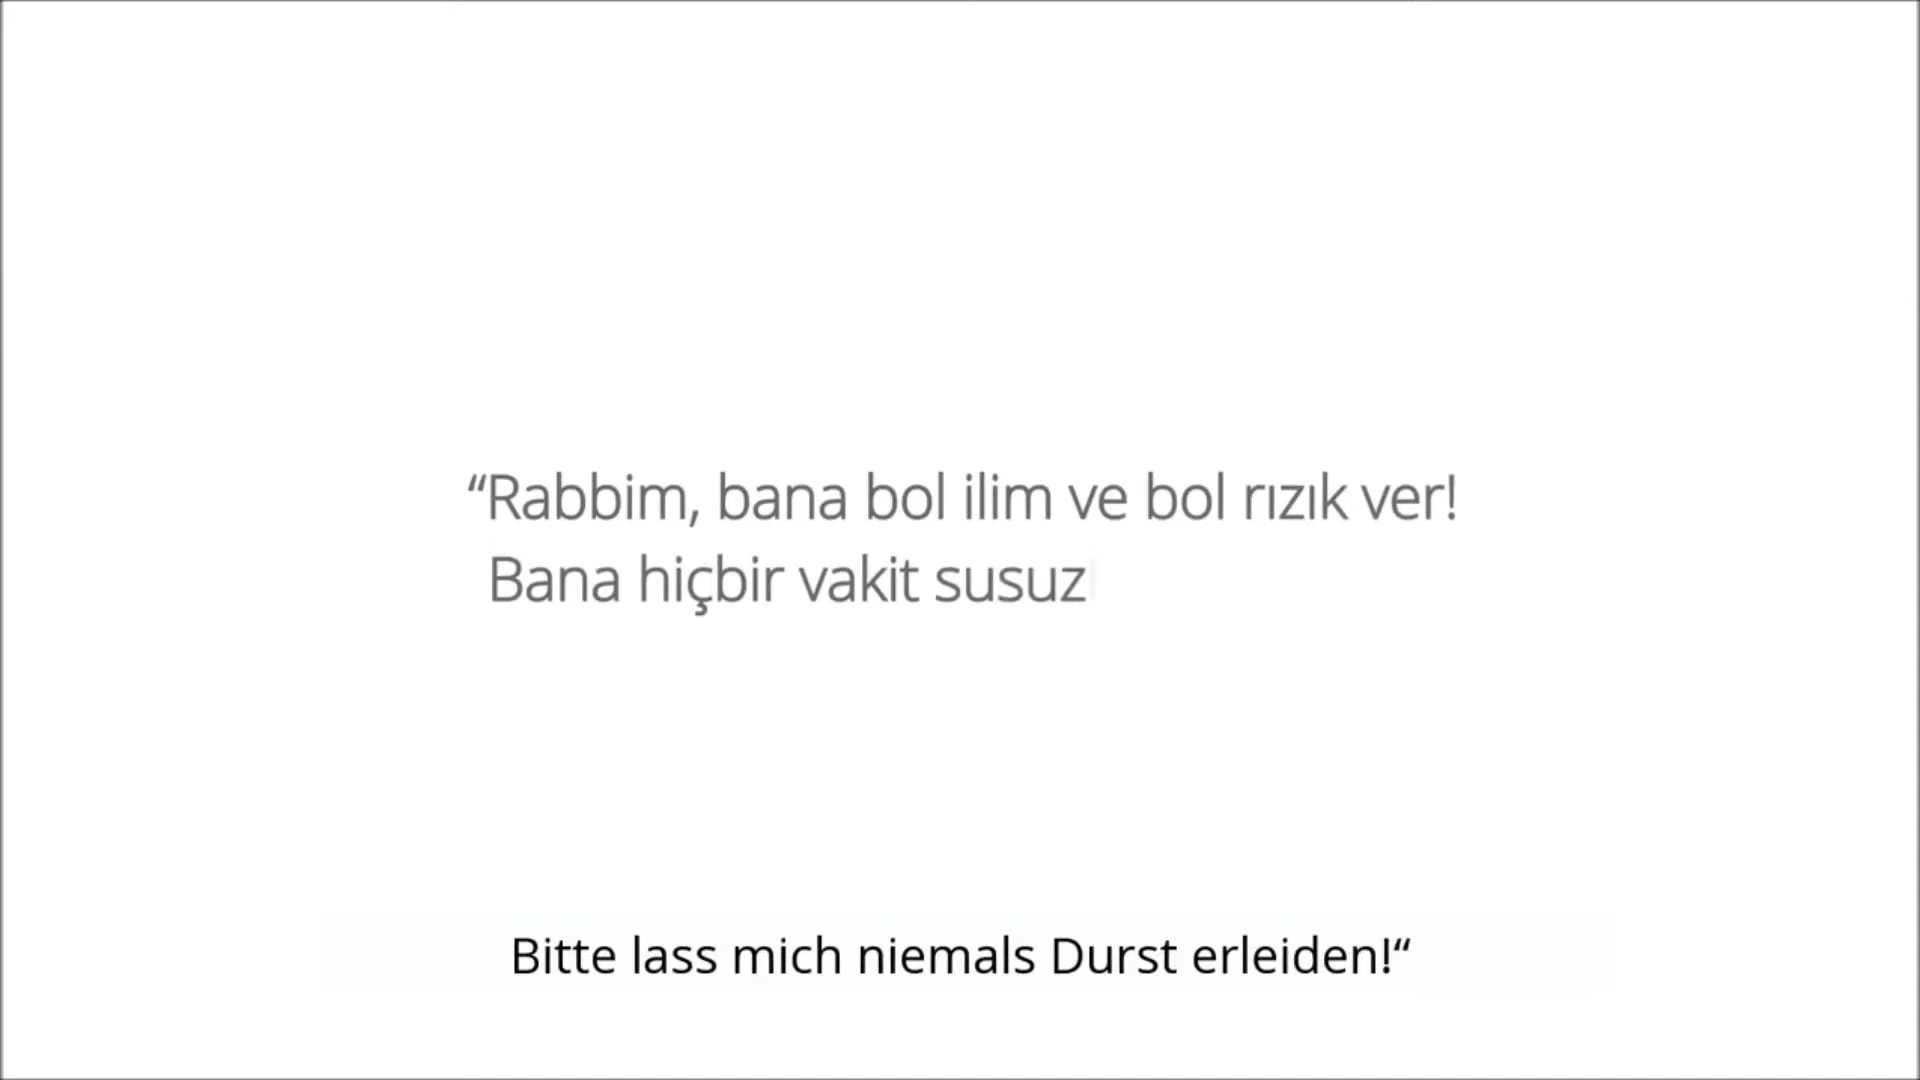 “Rabbim, bana bol ilim ve bol rızık ver!
Bana hiçbir vakit susuz
Bitte lass mich niemals Durst erleiden!“